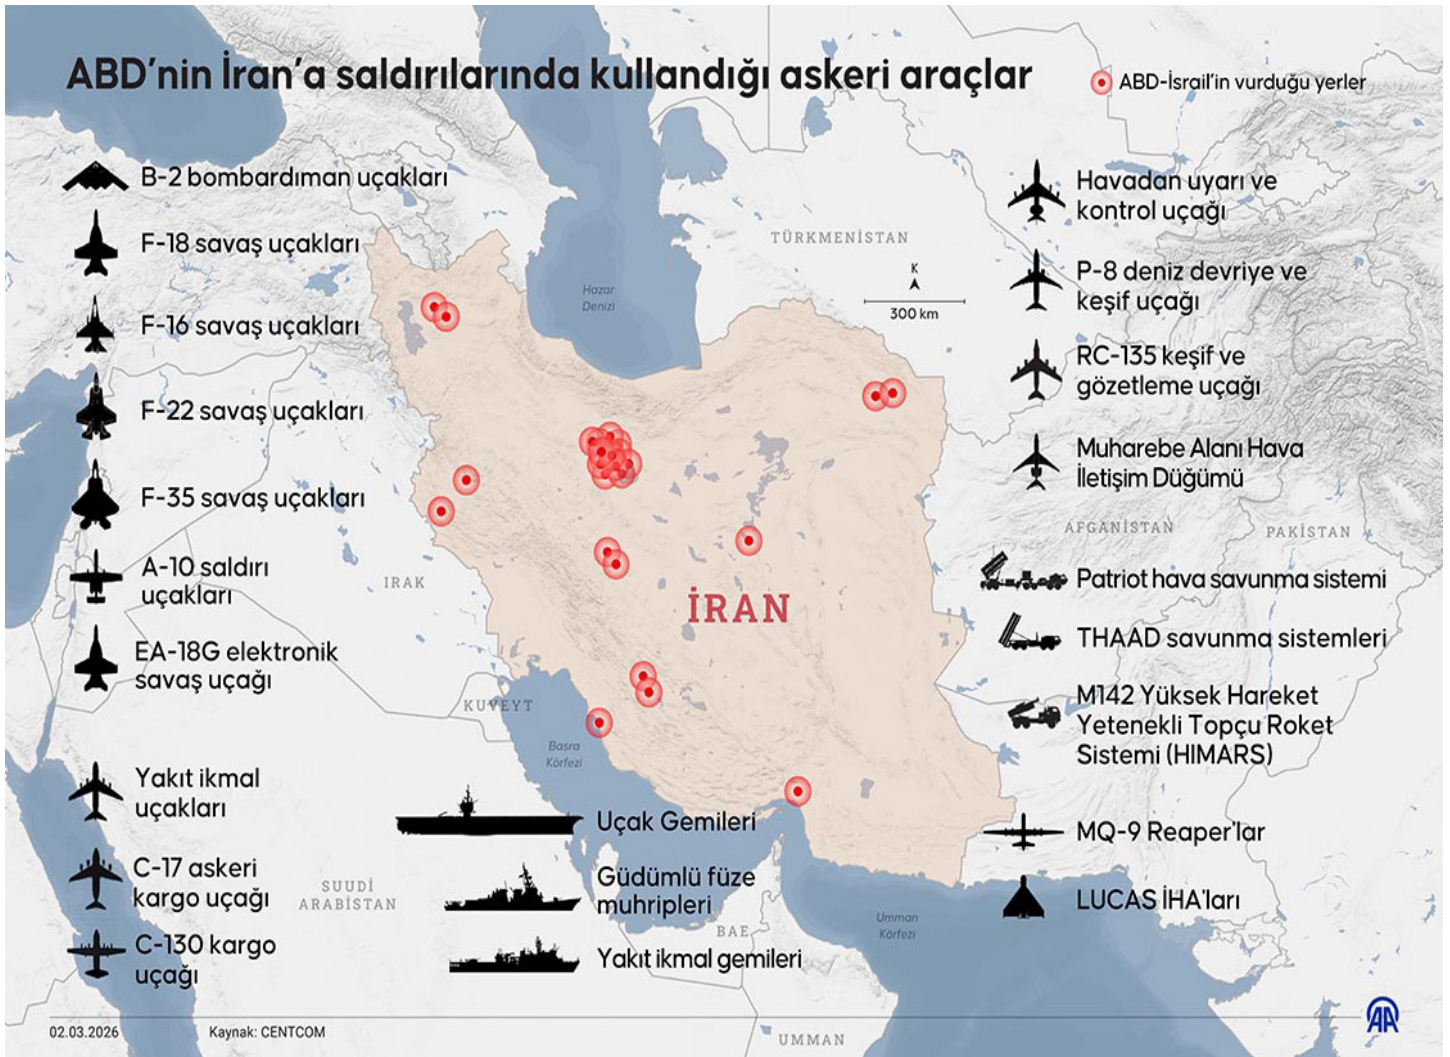 ABD'nin İran'a saldırılarında kullandığı askeri araçlar
ABD-İsrail'in vurduğu yerler
B-2 bombardıman uçakları
F-18 savaş uçakları
F-16 savaş uçakları
F-22 savaş uçakları
F-35 savaş uçakları
A-10 saldırı
uçakları
EA-18G elektronik
savaş uçağı
Yakıt ikmal
uçakları
C-17 askeri
kargo uçağı
C-130 kargo
uçağı
Uçak Gemileri
Güdümlü füze
muhripleri
Yakıt ikmal gemileri
Havadan uyarı ve
kontrol uçağı
P-8 deniz devriye ve
keşif uçağı
RC-135 keşif ve
gözetleme uçağı
Muharebe Alanı Hava
İletişim Düğümü
Patriot hava savunma sistemi
THAAD savunma sistemleri
M142 Yüksek Hareket
Yetenekli Topçu Roket
Sistemi (HIMARS)
MQ-9 Reaper'lar
LUCAS İHA'ları
TÜRKMENİSTAN
K
300 km
Hazar
Denizi
AFGANİSTAN
PAKİSTAN
IRAK
İRAN
KUVEYT
Basra
Körfezi
SUUDİ
ARABİSTAN
BAE
Umman
Körfezi
UMMAN
02.03.2026
Kaynak: CENTCOM
AA